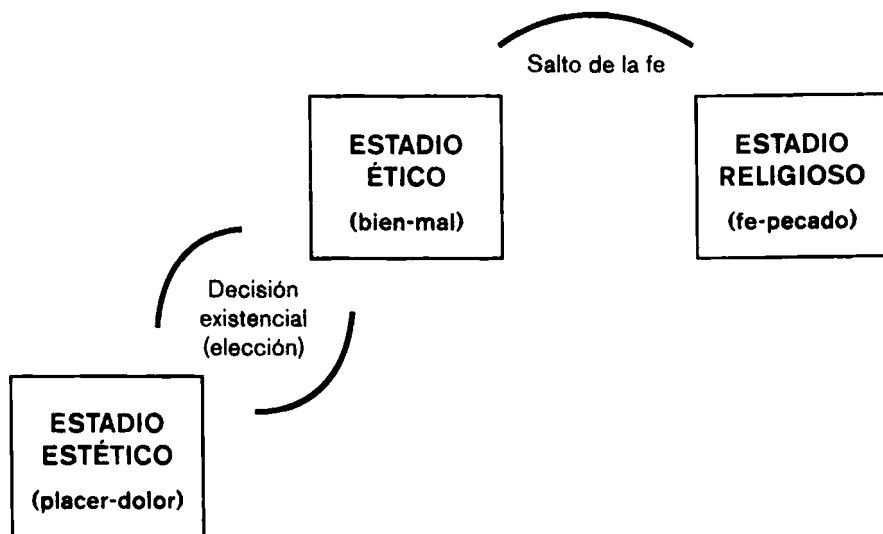 Salto de la fe
ESTADIO
ÉTICO
(bien-mal)
ESTADIO
RELIGIOSO
(fe-pecado)
Decisión
existencial
(elección)
ESTADIO
ESTÉTICO
(placer-dolor)